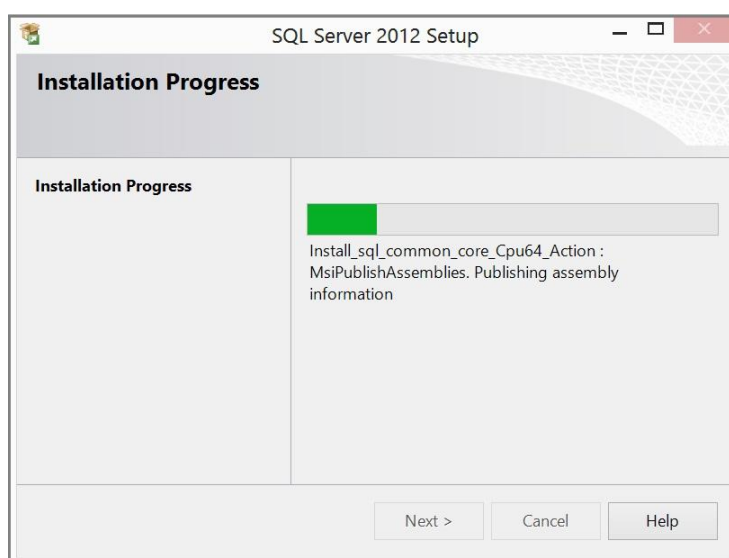 SQL Server 2012 Setup
Installation Progress
Installation Progress
Install_sql_common_core_Cpu64_Action :
MsiPublishAssemblies. Publishing assembly
information
Next >
Cancel
Help